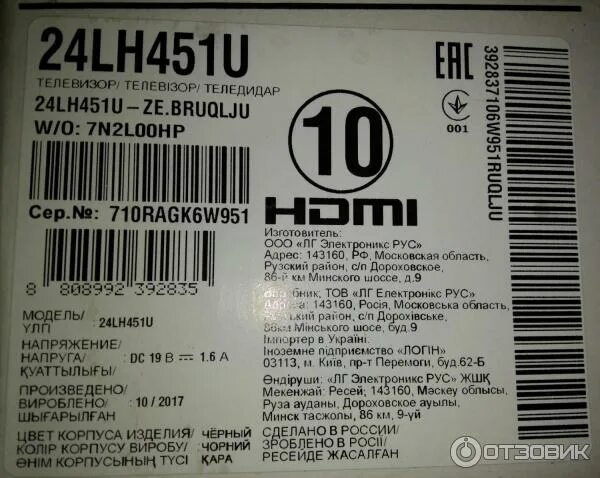 24LH451U
ТЕЛЕВИЗОР/ ТЕЛЕВІЗОР/ ТЕЛЕДИДАР
24LH451U-ZE.BRUQLJU
W/O: 7N2L00HP
Сер.№: 710RAGK6W951
8 808992 392835
МОДЕЛЬ/
ҮЛГІ
24LH451U
НАПРЯЖЕНИЕ/
НАПРУГА/
ҚУАТТЫЛЫҒЫ/
DC 19 В 1.6 А
ПРОИЗВЕДЕНО/
ВИРОБЛЕНО/
ШЫҒАРЫЛҒАН
10 / 2017
ЦВЕТ КОРПУСА ИЗДЕЛИЯ/ ЧЁРНЫЙ
КОЛІР КОРПУСУ ВИРОБУ/ ЧОРНИЙ
ӨНІМ КОРПУСЫНЫҢ ТҮСІ ҚАРА
10
HDMI
EAC
001
Изготовитель:
ООО «ЛГ Электроникс РУС»
Адрес: 143160, РФ, Московская область,
Рузский район, с/п Дороховское,
86-й км Минского шоссе, д.9
Виробник: ТОВ «ЛГ Електронікс РУС»
143160, Росія, Московська область,
район, с/п Дорохівське,
86км Мінського шосе, буд.9
Імпортер в Україні:
Іноземне підприємство «ЛОГІН»
03113, м. Київ, пр-т Перемоги, буд.62-Б
Өндіруши: «ЛГ Электроникс РУС» ЖШҚ
Мекенжай: Ресей; 143160, Мәскеу облысы,
Руза ауданы, Дороховское ауылы,
Минск тасжолы, 86 км, 9-үй
СДЕЛАНО В РОССИИ/
ЗРОБЛЕНО В РОСІЇ/
РЕСЕЙДЕ ЖАСАЛҒАН
392837106W951RUQLJU
ОТЗОВИК